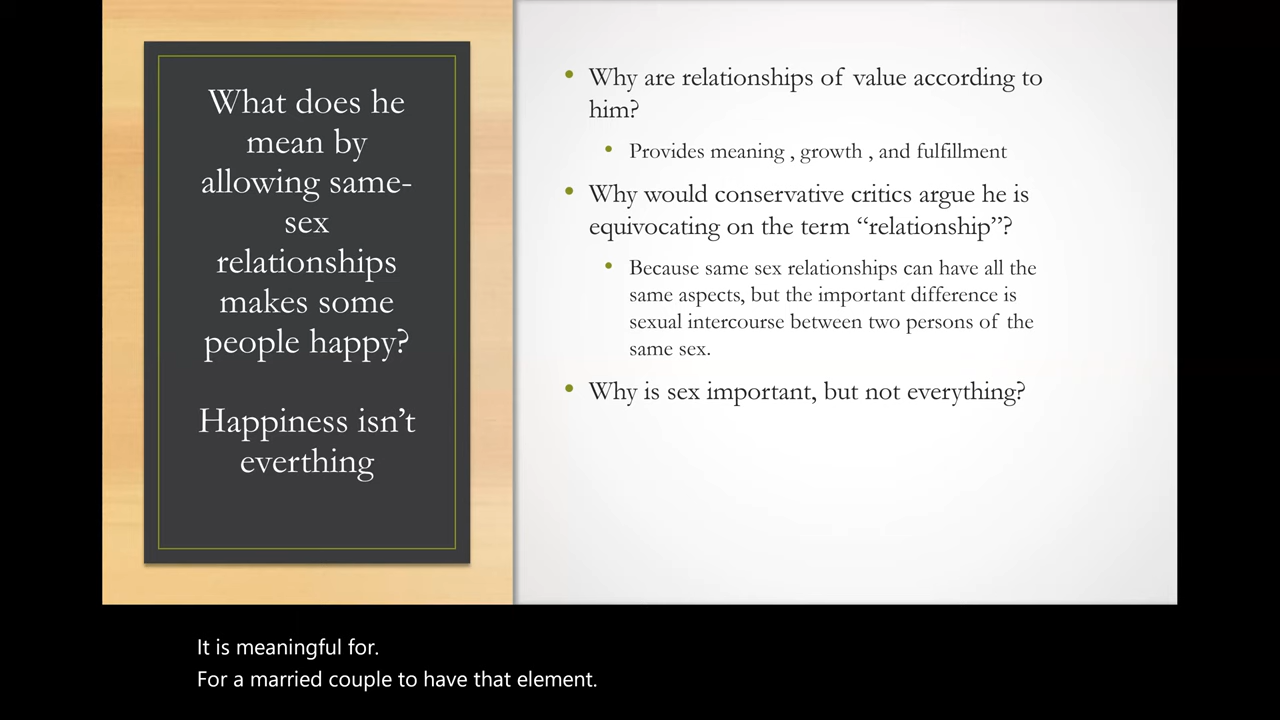 What does he
mean by
allowing same-
sex
relationships
makes some
people happy?
Happiness isn’t
everthing
• Why are relationships of value according to
him?
• Provides meaning , growth , and fulfillment
• Why would conservative critics argue he is
equivocating on the term “relationship”?
• Because same sex relationships can have all the
same aspects, but the important difference is
sexual intercourse between two persons of the
same sex.
• Why is sex important, but not everything?
It is meaningful for.
For a married couple to have that element.